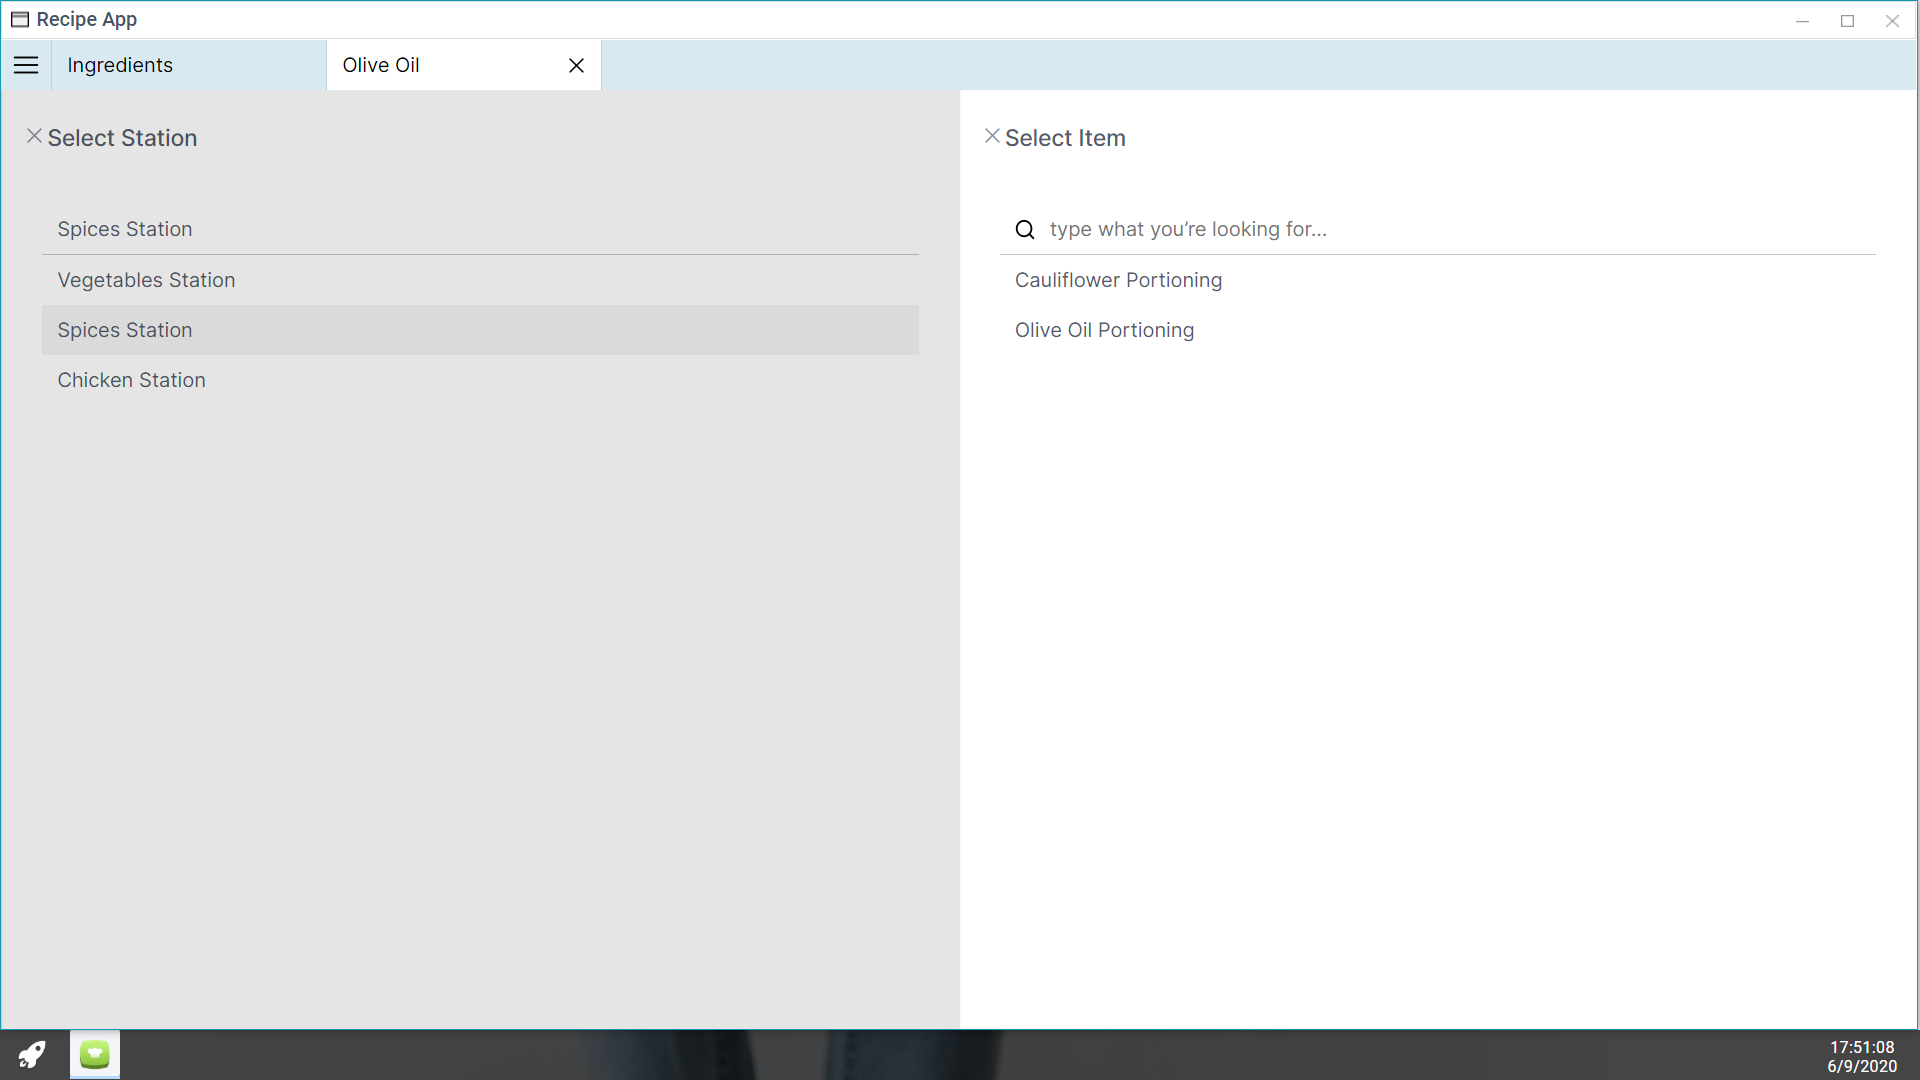 Recipe App
Ingredients
Olive Oil
Select Station
Spices Station
Vegetables Station
Spices Station
Chicken Station
Select Item
type what you’re looking for...
Cauliflower Portioning
Olive Oil Portioning
17:51:08
6/9/2020